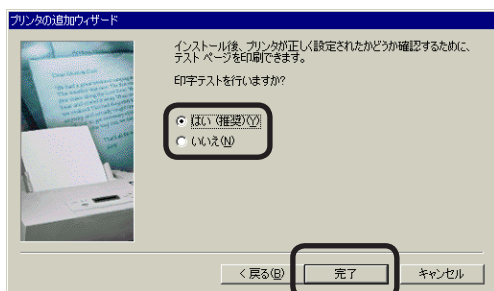 プリンタの追加ウィザード
インストール後、プリンタが正しく設定されたかどうか確認するために、
テスト ページを印刷できます。
印字テストを行いますか?
はい (推奨)(Y)
いいえ(N)
< 戻る(B)
完了
キャンセル